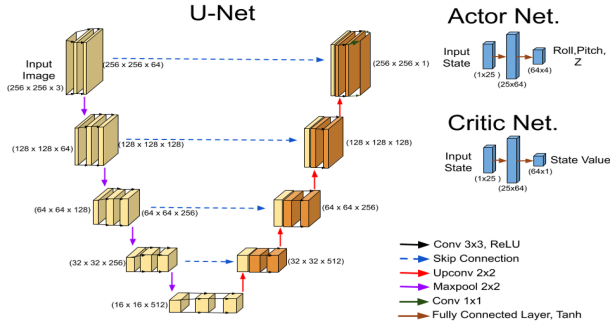 U-Net
Input
Image
(256 x 256 x 3)
(256 x 256 x 64)
(256 x 256 x 1)
(128 x 128 x 64)
(128 x 128 x 128)
(128 x 128 x 128)
(64 x 64 x 128)
(64 x 64 x 256)
(64 x 64 x 256)
(32 x 32 x 256)
(32 x 32 x 512)
(16 x 16 x 512)
Actor Net.
Input
State
(1x25 )
(25x64)
(64x4)
Roll,Pitch,
Z
Critic Net.
Input
State
(1x25 )
(25x64)
(64x1)
State Value
Conv 3x3, ReLU
Skip Connection
Upconv 2x2
Maxpool 2x2
Conv 1x1
Fully Connected Layer, Tanh